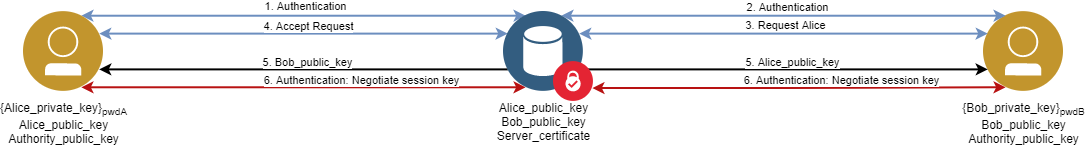 1. Authentication
2. Authentication
4. Accept Request
3. Request Alice
5. Bob_public_key
5. Alice_public_key
6. Authentication: Negotiate session key
6. Authentication: Negotiate session key
{Alice_private_key}pwdA
Alice_public_key
Authority_public_key
Alice_public_key
Bob_public_key
Server_certificate
{Bob_private_key}pwdB
Bob_public_key
Authority_public_key